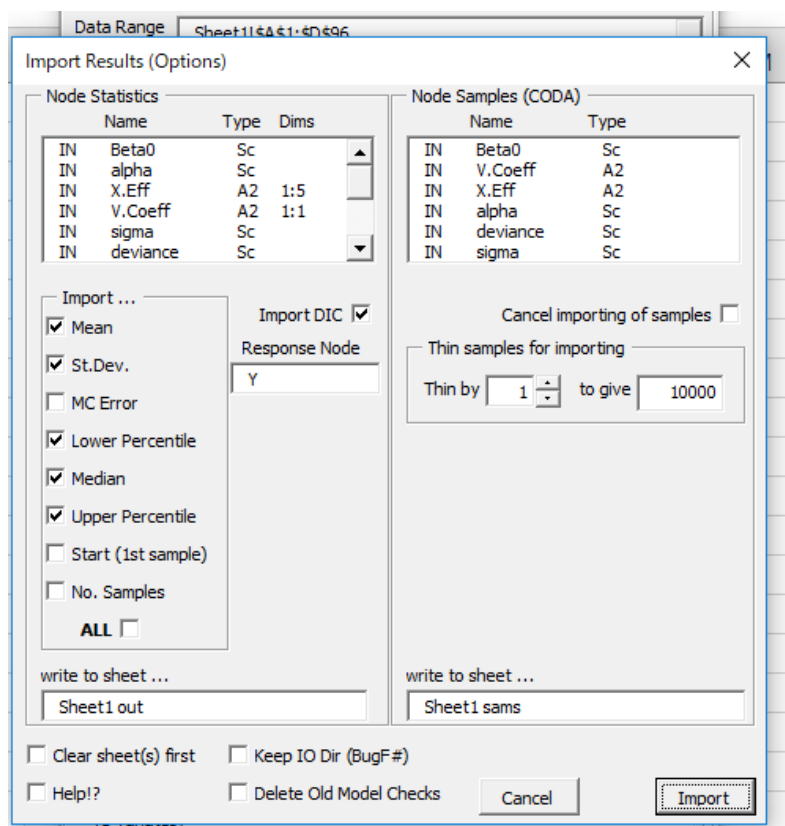 Data Range Sheet1!$A$1:$D$96
Import Results (Options)
Node Statistics
Name Type Dims
IN Beta0 Sc
IN alpha Sc
IN X.Eff A2 1:5
IN V.Coeff A2 1:1
IN sigma Sc
IN deviance Sc
Import ...
Mean
St.Dev.
MC Error
Lower Percentile
Median
Upper Percentile
Start (1st sample)
No. Samples
ALL
Import DIC
Response Node
Y
write to sheet ...
Sheet1 out
Node Samples (CODA)
Name Type
IN Beta0 Sc
IN V.Coeff A2
IN X.Eff A2
IN alpha Sc
IN deviance Sc
IN sigma Sc
Cancel importing of samples
Thin samples for importing
Thin by 1 to give 10000
write to sheet ...
Sheet1 sams
Clear sheet(s) first Keep IO Dir (BugF#)
Help!? Delete Old Model Checks Cancel Import